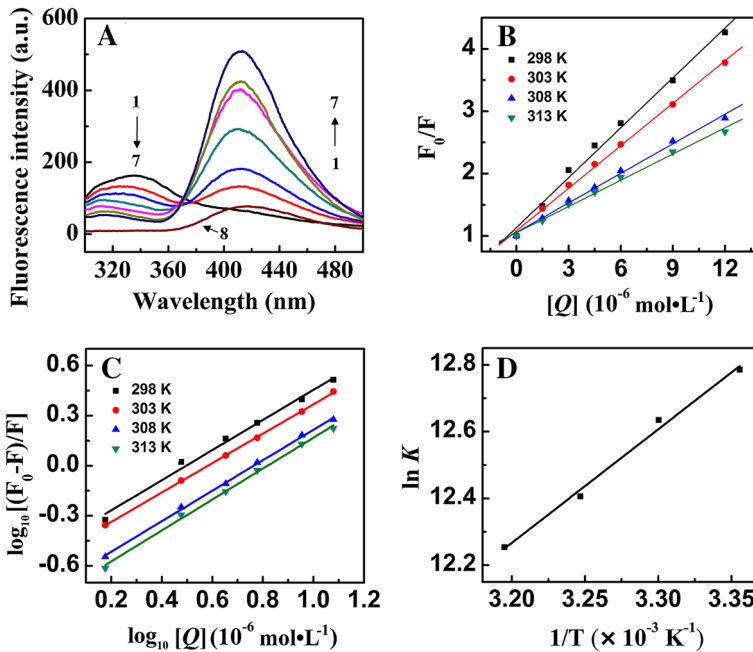 A
Fluorescence intensity (a.u.)
600
400
200
0
1
7
7
1
8
320 360 400 440 480
Wavelength (nm)
B
F₀/F
4
3
2
1
298 K
303 K
308 K
313 K
0 3 6 9 12
[Q] (10⁻⁶ mol•L⁻¹)
C
log₁₀ [(F₀-F)/F]
0.6
0.3
0.0
-0.3
-0.6
298 K
303 K
308 K
313 K
0.2 0.4 0.6 0.8 1.0 1.2
log₁₀ [Q] (10⁻⁶ mol•L⁻¹)
D
ln K
12.8
12.6
12.4
12.2
3.20 3.25 3.30 3.35
1/T (× 10⁻³ K⁻¹)